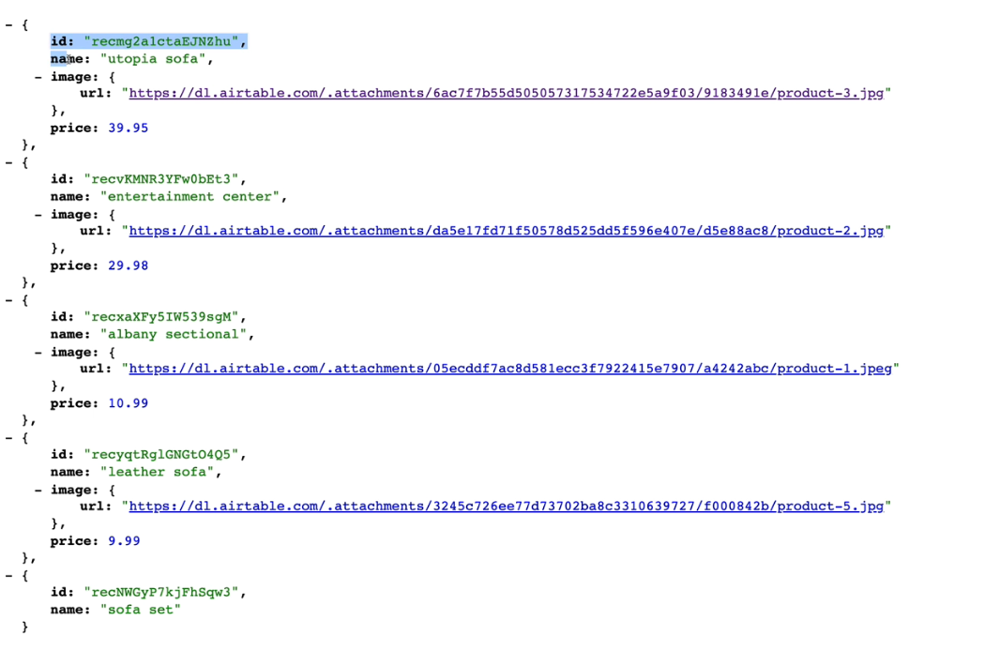 - {
id: "recmg2a1ctaEJNZhu",
name: "utopia sofa",
- image: {
url: "https://dl.airtable.com/.attachments/6ac7f7b55d505057317534722e5a9f03/9183491e/product-3.jpg"
},
price: 39.95
},
- {
id: "recvKMNR3YFw0bEt3",
name: "entertainment center",
- image: {
url: "https://dl.airtable.com/.attachments/da5e17fd71f50578d525dd5f596e407e/d5e88ac8/product-2.jpg"
},
price: 29.98
},
- {
id: "recxaXFy5IW539sgM",
name: "albany sectional",
- image: {
url: "https://dl.airtable.com/.attachments/05ecddf7ac8d581ecc3f7922415e7907/a4242abc/product-1.jpeg"
},
price: 10.99
},
- {
id: "recyqtRglGNGtO4Q5",
name: "leather sofa",
- image: {
url: "https://dl.airtable.com/.attachments/3245c726ee77d73702ba8c3310639727/f000842b/product-5.jpg"
},
price: 9.99
},
- {
id: "recNWGyP7kjFhSqw3",
name: "sofa set"
}